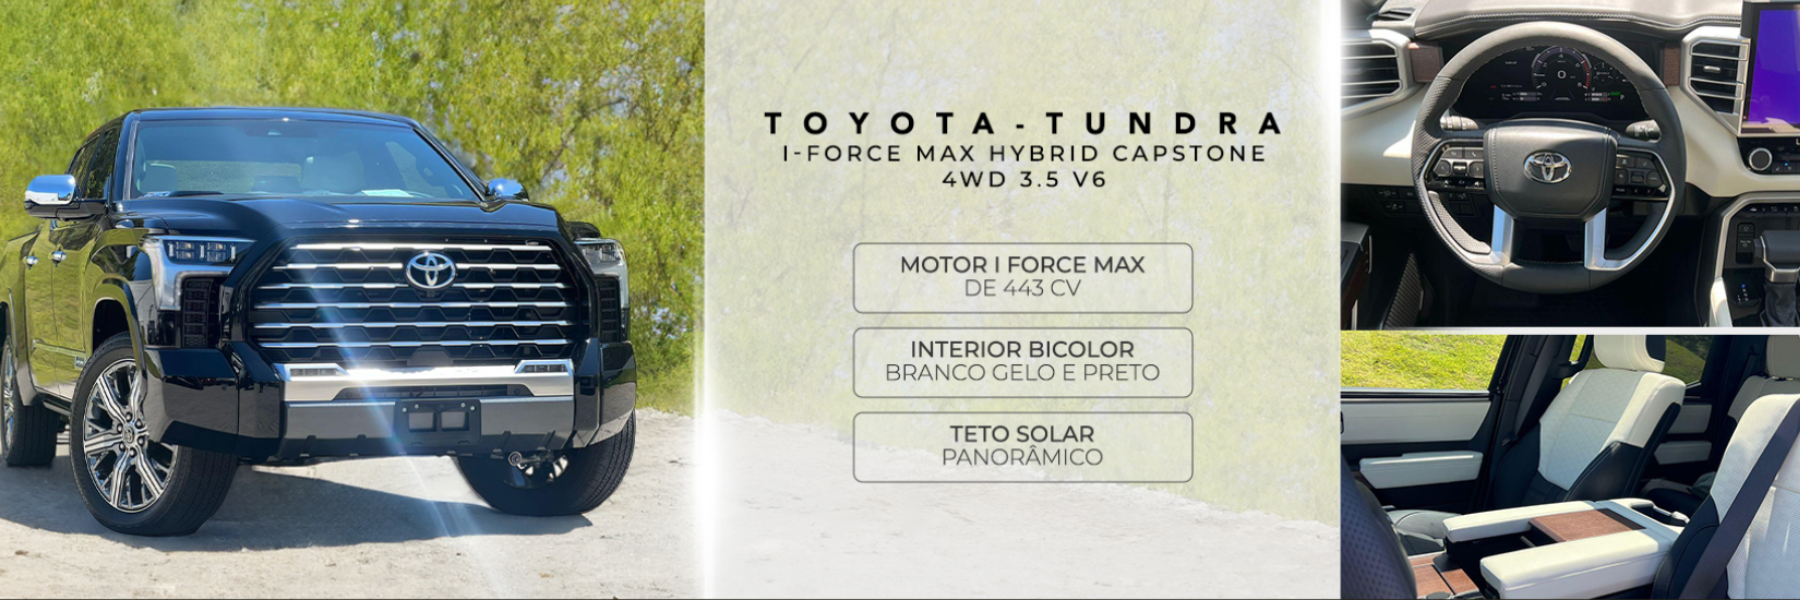 TOYOTA-TUNDRA
I-FORCE MAX HYBRID CAPSTONE
4WD 3.5 V6
MOTOR I FORCE MAX
DE 443 CV
INTERIOR BICOLOR
BRANCO GELO E PRETO
TETO SOLAR
PANORÂMICO